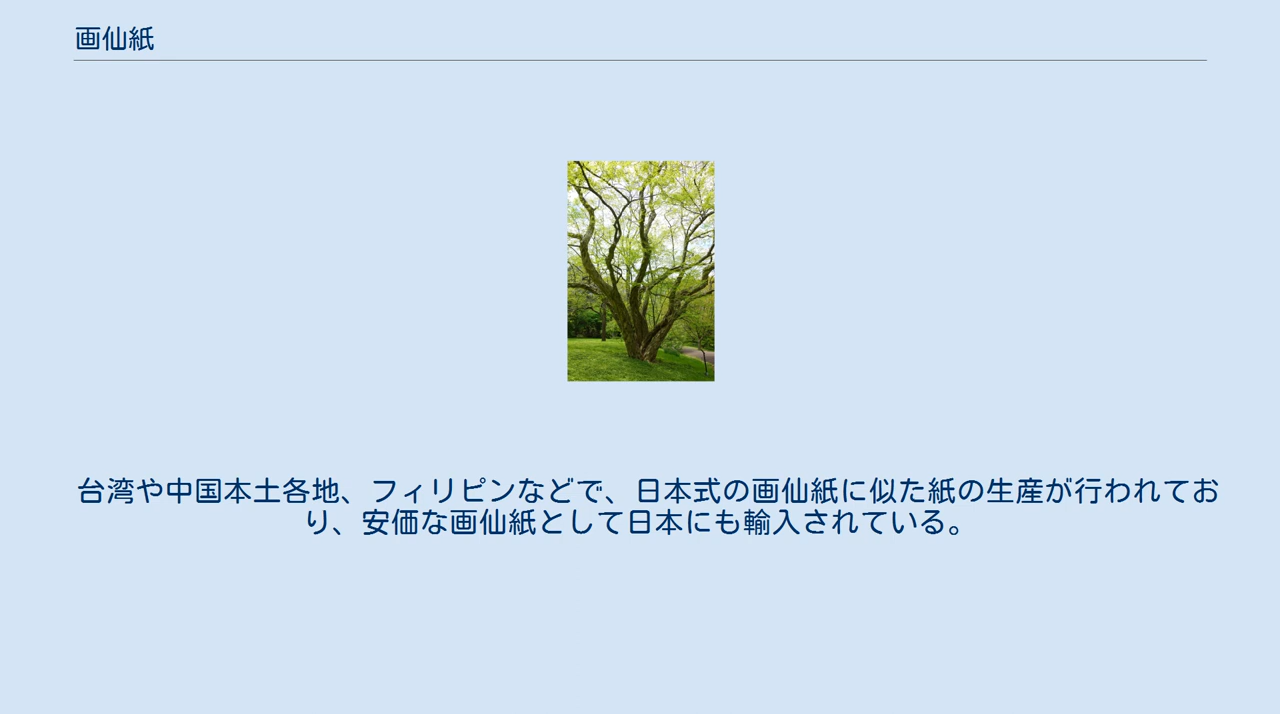 画仙紙
台湾や中国本土各地、フィリピンなどで、日本式の画仙紙に似た紙の生産が行われてお
り、安価な画仙紙として日本にも輸入されている。